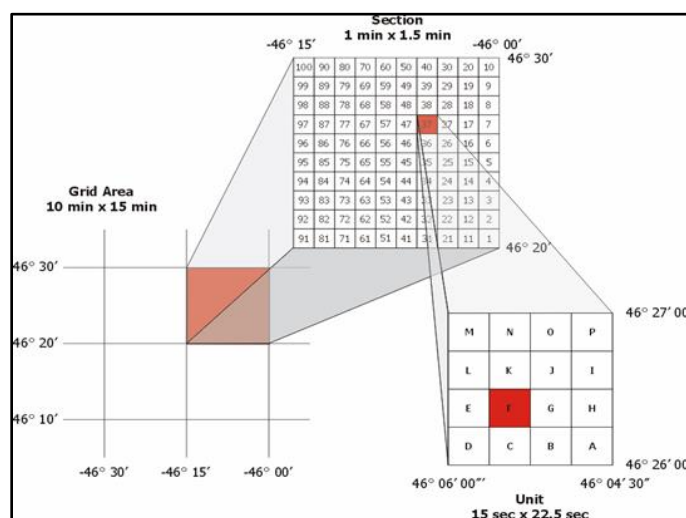 Section
1 min x 1.5 min
-46° 15′
-46° 00′
46° 30′
100 90 80 70 60 50 40 30 20 10
99 89 79 69 59 49 39 29 19 9
98 88 78 68 58 48 38 28 18 8
97 87 77 67 57 47 37 27 17 7
96 86 76 66 56 46 36 26 16 6
95 85 75 65 55 45 35 25 15 5
94 84 74 64 54 44 34 24 14 4
93 83 73 63 53 43 33 23 13 3
92 82 72 62 52 42 32 22 12 2
91 81 71 61 51 41 31 21 11 1
46° 20′
Grid Area
10 min x 15 min
46° 30′
46° 20′
46° 10′
-46° 30′
-46° 15′
-46° 00′
46° 27′ 00
M N O P
L K J I
E F G H
D C B A
46° 26′ 00
46° 06′ 00″′
46° 04′ 30″
Unit
15 sec x 22.5 sec